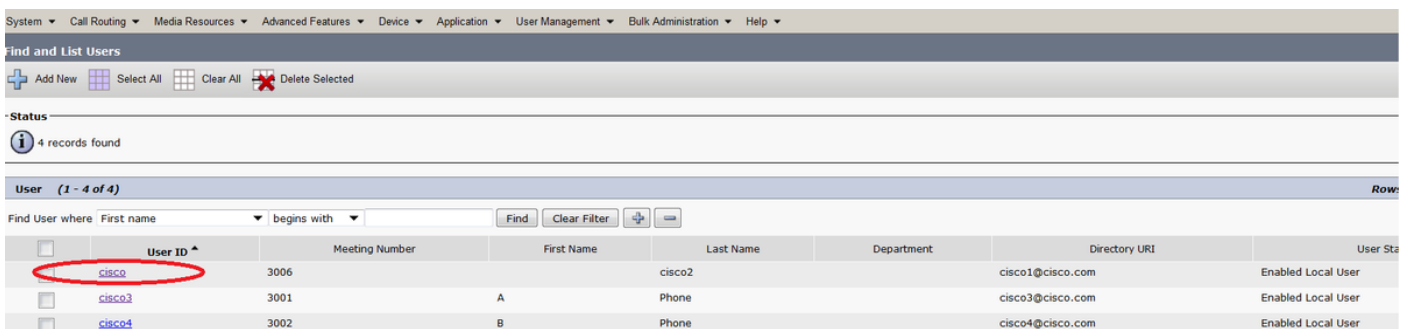 System Call Routing Media Resources Advanced Features Device Application User Management Bulk Administration Help
Find and List Users
Add New Select All Clear All Delete Selected
Status
4 records found
User (1 - 4 of 4) Rows
Find User where First name begins with Find Clear Filter
User ID Meeting Number First Name Last Name Department Directory URI User Sta
cisco 3006 cisco2 cisco1@cisco.com Enabled Local User
cisco3 3001 A Phone cisco3@cisco.com Enabled Local User
cisco4 3002 B Phone cisco4@cisco.com Enabled Local User